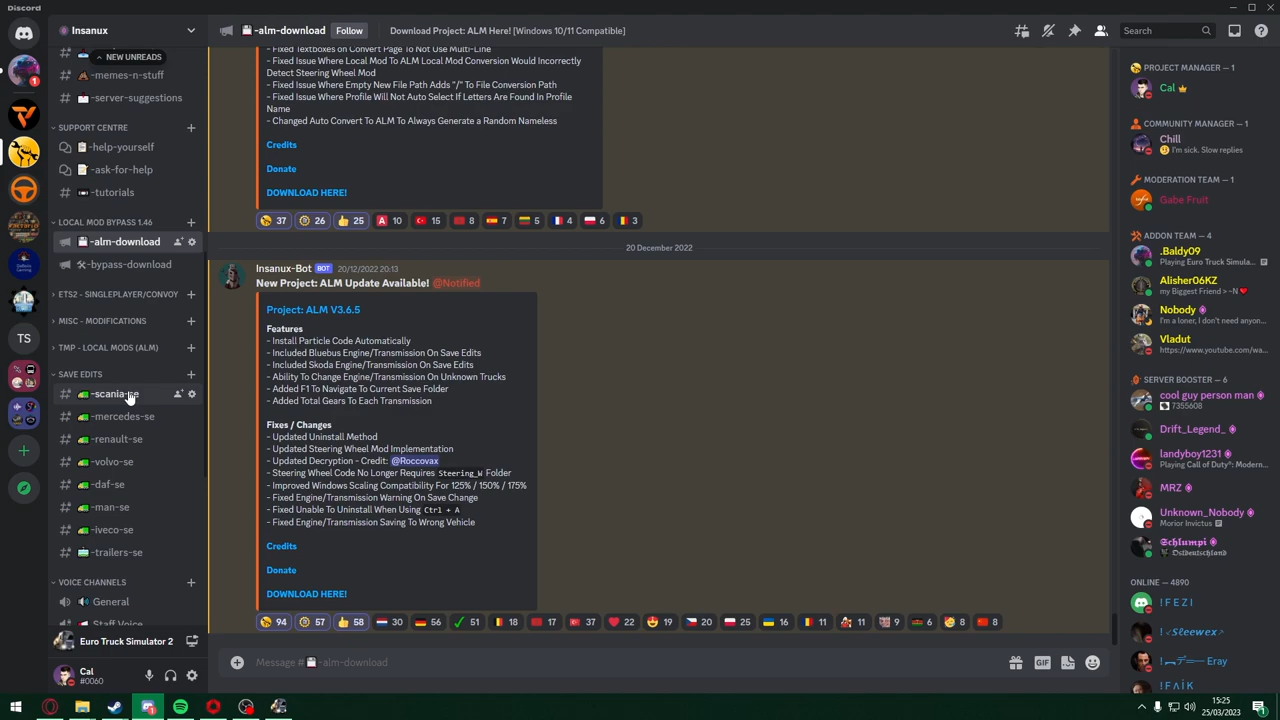 Discord
Insanux
-alm-download
Follow
Download Project: ALM Here! [Windows 10/11 Compatible]
Search
NEW UNREADS
-memes-n-stuff
-server-suggestions
SUPPORT CENTRE
-help-yourself
-ask-for-help
-tutorials
LOCAL MOD BYPASS 1.46
-alm-download
-bypass-download
ETS2 - SINGLEPLAYER/CONVOY
MISC - MODIFICATIONS
TMP - LOCAL MODS (ALM)
TS
SAVE EDITS
-scania-se
-mercedes-se
-renault-se
-volvo-se
-daf-se
-man-se
-iveco-se
-trailers-se
VOICE CHANNELS
General
Staff Voice
Euro Truck Simulator 2
Cal
#0060
- Fixed Textboxes on Convert Page To Not Use Multi-Line
- Fixed Issue Where Local Mod To ALM Local Mod Conversion Would Incorrectly
Detect Steering Wheel Mod
- Fixed Issue Where Empty New File Path Adds "/" To File Conversion Path
- Fixed Issue Where Profile Will Not Auto Select If Letters Are Found In Profile
Name
- Changed Auto Convert To ALM To Always Generate a Random Nameless
Credits
Donate
DOWNLOAD HERE!
37 26 25 A 10 15 8 7 5 4 6 3
20 December 2022
Insanux-Bot BOT 20/12/2022 20:13
New Project: ALM Update Available! @Notified
Project: ALM V3.6.5
Features
- Install Particle Code Automatically
- Included Bluebus Engine/Transmission On Save Edits
- Included Skoda Engine/Transmission On Save Edits
- Ability To Change Engine/Transmission On Unknown Trucks
- Added F1 To Navigate To Current Save Folder
- Added Total Gears To Each Transmission
Fixes / Changes
- Updated Uninstall Method
- Updated Steering Wheel Mod Implementation
- Updated Decryption - Credit: @Roccovax
- Steering Wheel Code No Longer Requires Steering_W Folder
- Improved Windows Scaling Compatibility For 125% / 150% / 175%
- Fixed Engine/Transmission Warning On Save Change
- Fixed Unable To Uninstall When Using Ctrl + A
- Fixed Engine/Transmission Saving To Wrong Vehicle
Credits
Donate
DOWNLOAD HERE!
94 57 58 30 56 51 18 17 37 22 19 20 25 16 11 11 9 6 8 8
Message #-alm-download
GIF
PROJECT MANAGER — 1
Cal
COMMUNITY MANAGER — 1
Chill
I'm sick. Slow replies
MODERATION TEAM — 1
Gabe Fruit
ADDON TEAM — 4
.Baldy09
Playing Euro Truck Simula...
Alisher06KZ
my Biggest Friend > ~N
Nobody
I'm a loner, I don't need anyon...
Vladut
https://www.youtube.com/wa...
SERVER BOOSTER — 6
cool guy person man
7355608
Drift_Legend_
landyboy1231
Playing Call of Duty®: Modern...
MRZ
Unknown_Nobody
Morior Invictus
𝕾𝖈𝖍𝖑𝖚𝖒𝖕𝖎
𝕺𝖘𝖙𝖉𝖊𝖚𝖙𝖘𝖈𝖍𝖑𝖆𝖓𝖉
ONLINE — 4890
! F E Z I
Eray
! F Λ İ K
15:25
25/03/2023